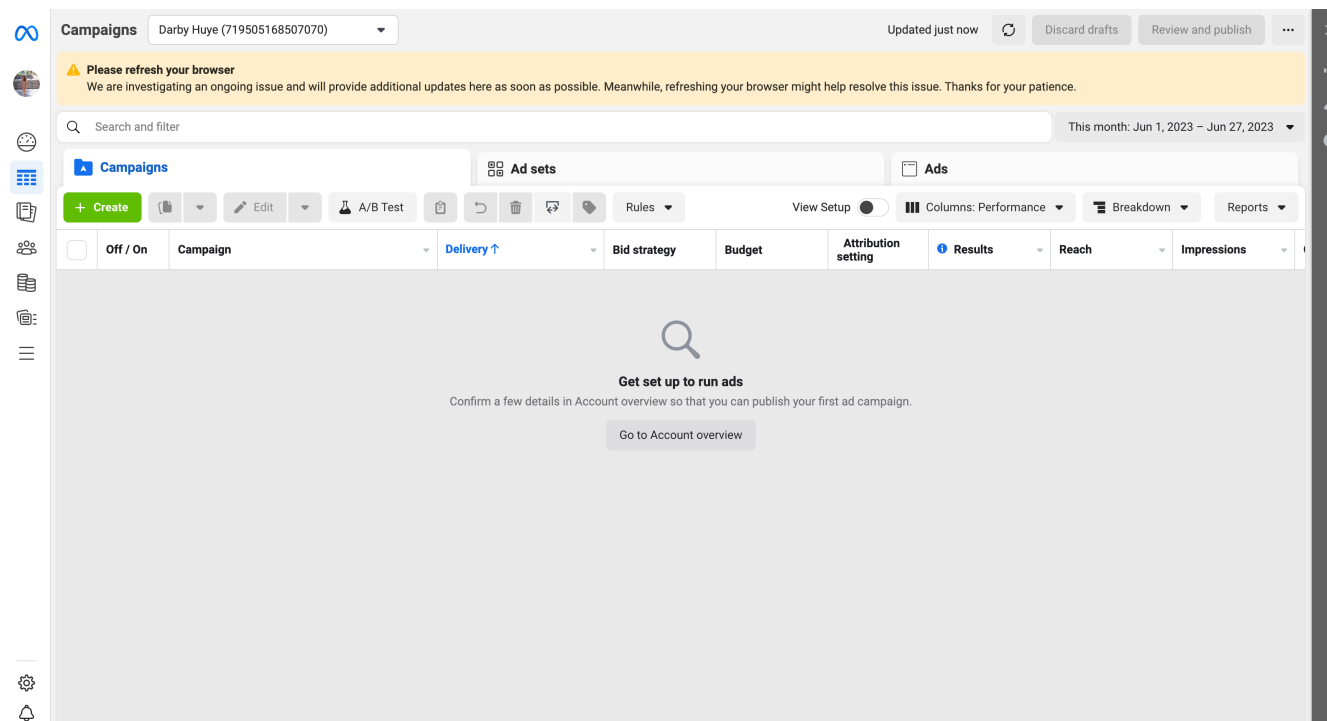 Campaigns
Darby Huye (719505168507070)
Updated just now
Discard drafts
Review and publish
Please refresh your browser
We are investigating an ongoing issue and will provide additional updates here as soon as possible. Meanwhile, refreshing your browser might help resolve this issue. Thanks for your patience.
Search and filter
This month: Jun 1, 2023 – Jun 27, 2023
Campaigns
Ad sets
Ads
+ Create
Edit
A/B Test
Rules
View Setup
Columns: Performance
Breakdown
Reports
Off / On
Campaign
Delivery ↑
Bid strategy
Budget
Attribution
setting
Results
Reach
Impressions
Get set up to run ads
Confirm a few details in Account overview so that you can publish your first ad campaign.
Go to Account overview